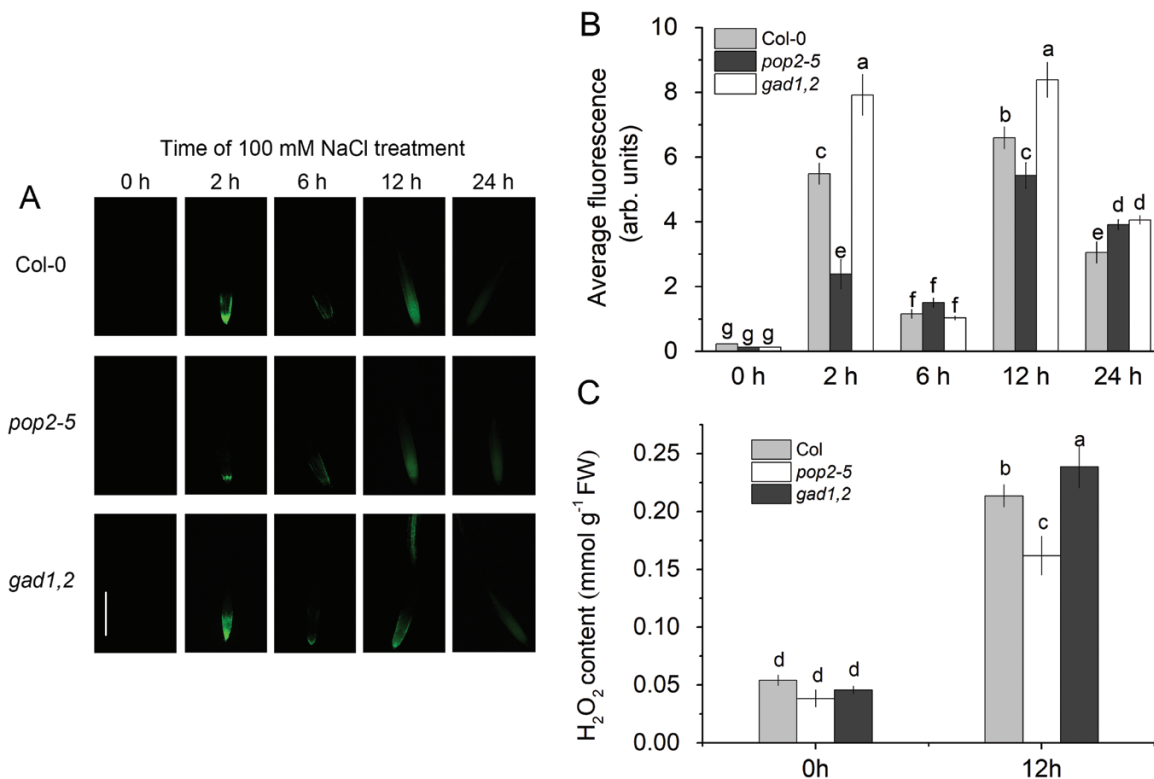 A
Time of 100 mM NaCl treatment
0 h 2 h 6 h 12 h 24 h
Col-0
pop2-5
gad1,2
B
Average fluorescence
(arb. units)
10
8
6
4
2
0
Col-0
pop2-5
gad1,2
g g g
c e a
f f f
b c a
e d d
0 h 2 h 6 h 12 h 24 h
C
H₂O₂ content (mmol g⁻¹ FW)
0.25
0.20
0.15
0.10
0.05
0.00
Col
pop2-5
gad1,2
d d d
b c a
0h 12h